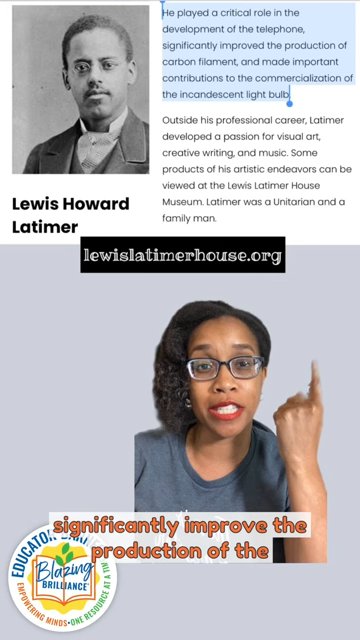 He played a critical role in the
development of the telephone,
significantly improved the production of
carbon filament, and made important
contributions to the commercialization of
the incandescent light bulb.
Outside his professional career, Latimer
developed a passion for visual art,
creative writing, and music. Some
products of his artistic endeavors can be
viewed at the Lewis Latimer House
Museum. Latimer was a Unitarian and a
family man.
Lewis Howard
Latimer
lewislatimerhouse.org
significantly improve the
production of the
EDUCATOR
Blazing
BRILLIANCE
EMPOWERING MINDS•ONE RESOURCE AT A